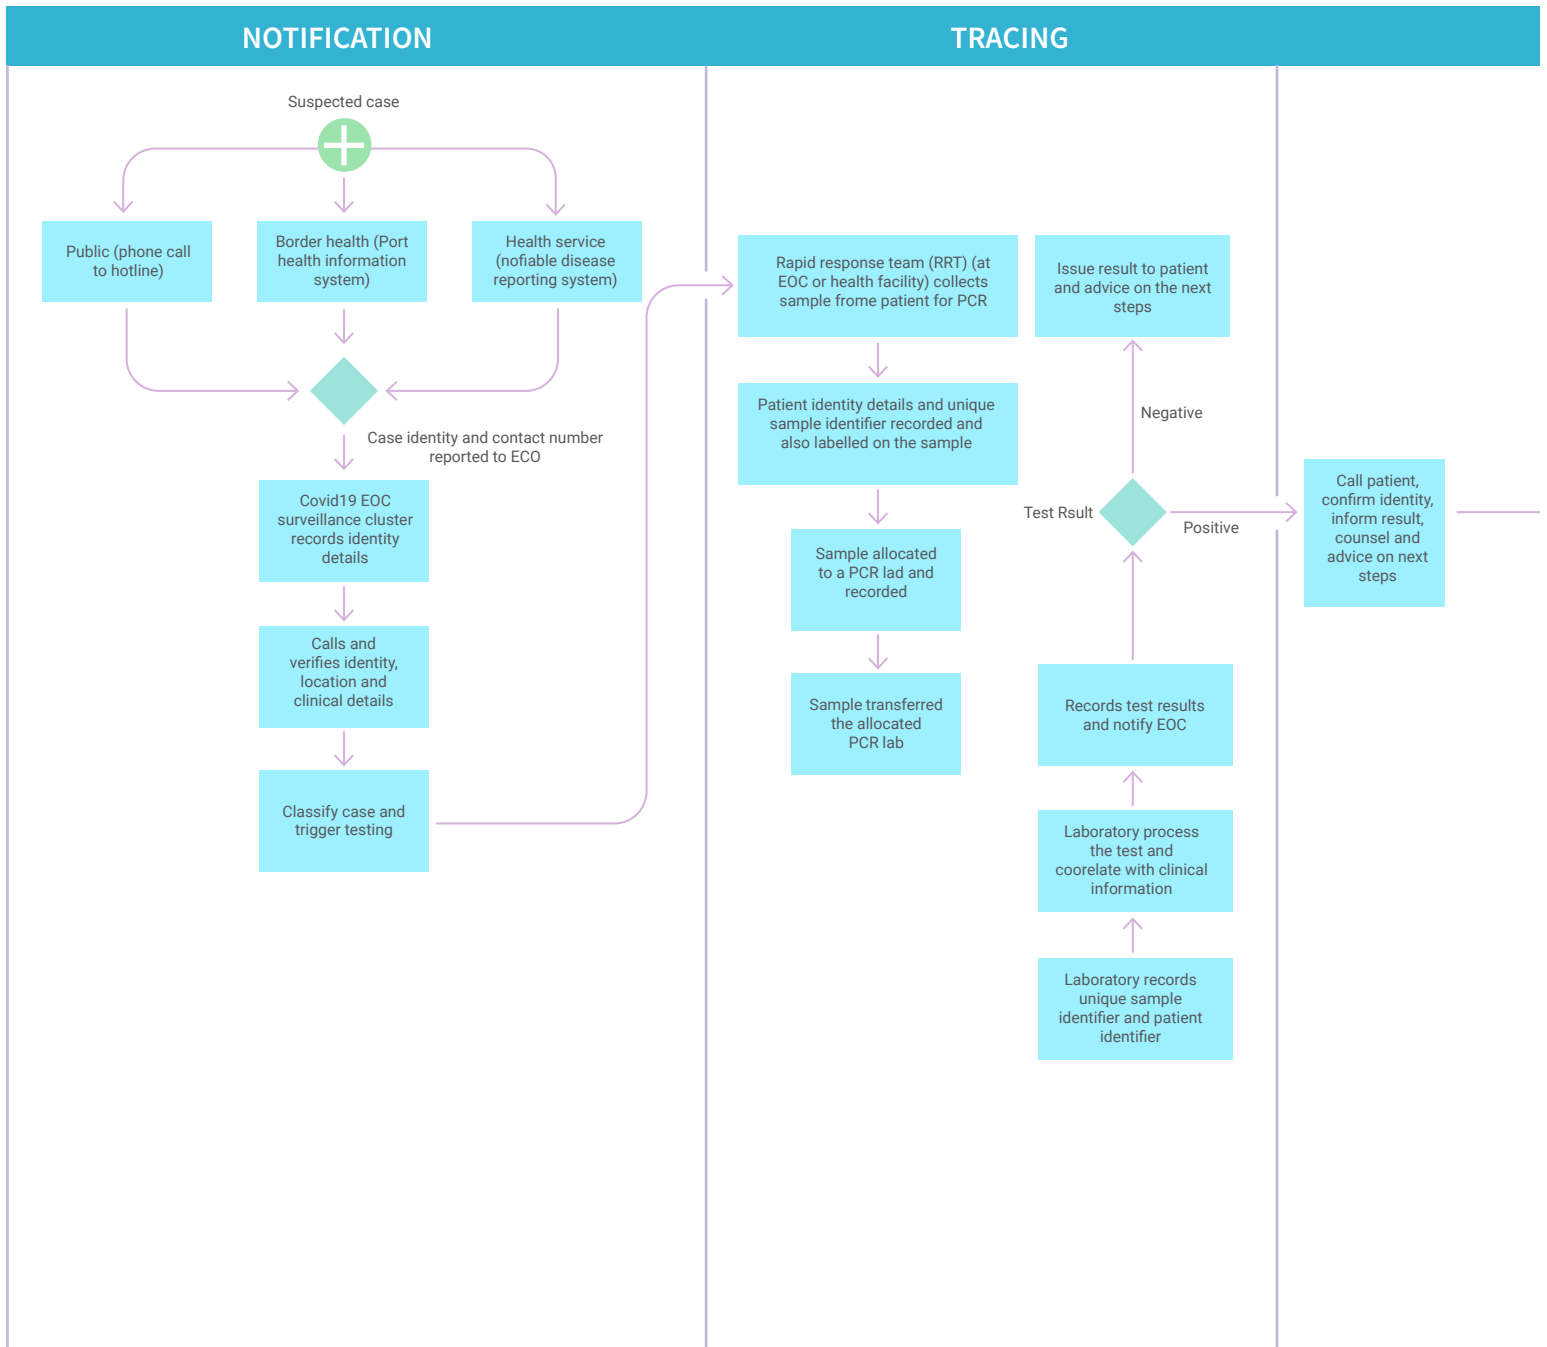 NOTIFICATION
TRACING
Suspected case
Public (phone call
to hotline)
Border health (Port
health information
system)
Health service
(nofiable disease
reporting system)
Case identity and contact number
reported to ECO
Covid19 EOC
surveillance cluster
records identity
details
Calls and
verifies identity,
location and
clinical details
Classify case and
trigger testing
Rapid response team (RRT) (at
EOC or health facility) collects
sample frome patient for PCR
Patient identity details and unique
sample identifier recorded and
also labelled on the sample
Sample allocated
to a PCR lad and
recorded
Sample transferred
the allocated
PCR lab
Issue result to patient
and advice on the next
steps
Negative
Test Rsult
Positive
Records test results
and notify EOC
Laboratory process
the test and
coorelate with clinical
information
Laboratory records
unique sample
identifier and patient
identifier
Call patient,
confirm identity,
inform result,
counsel and
advice on next
steps